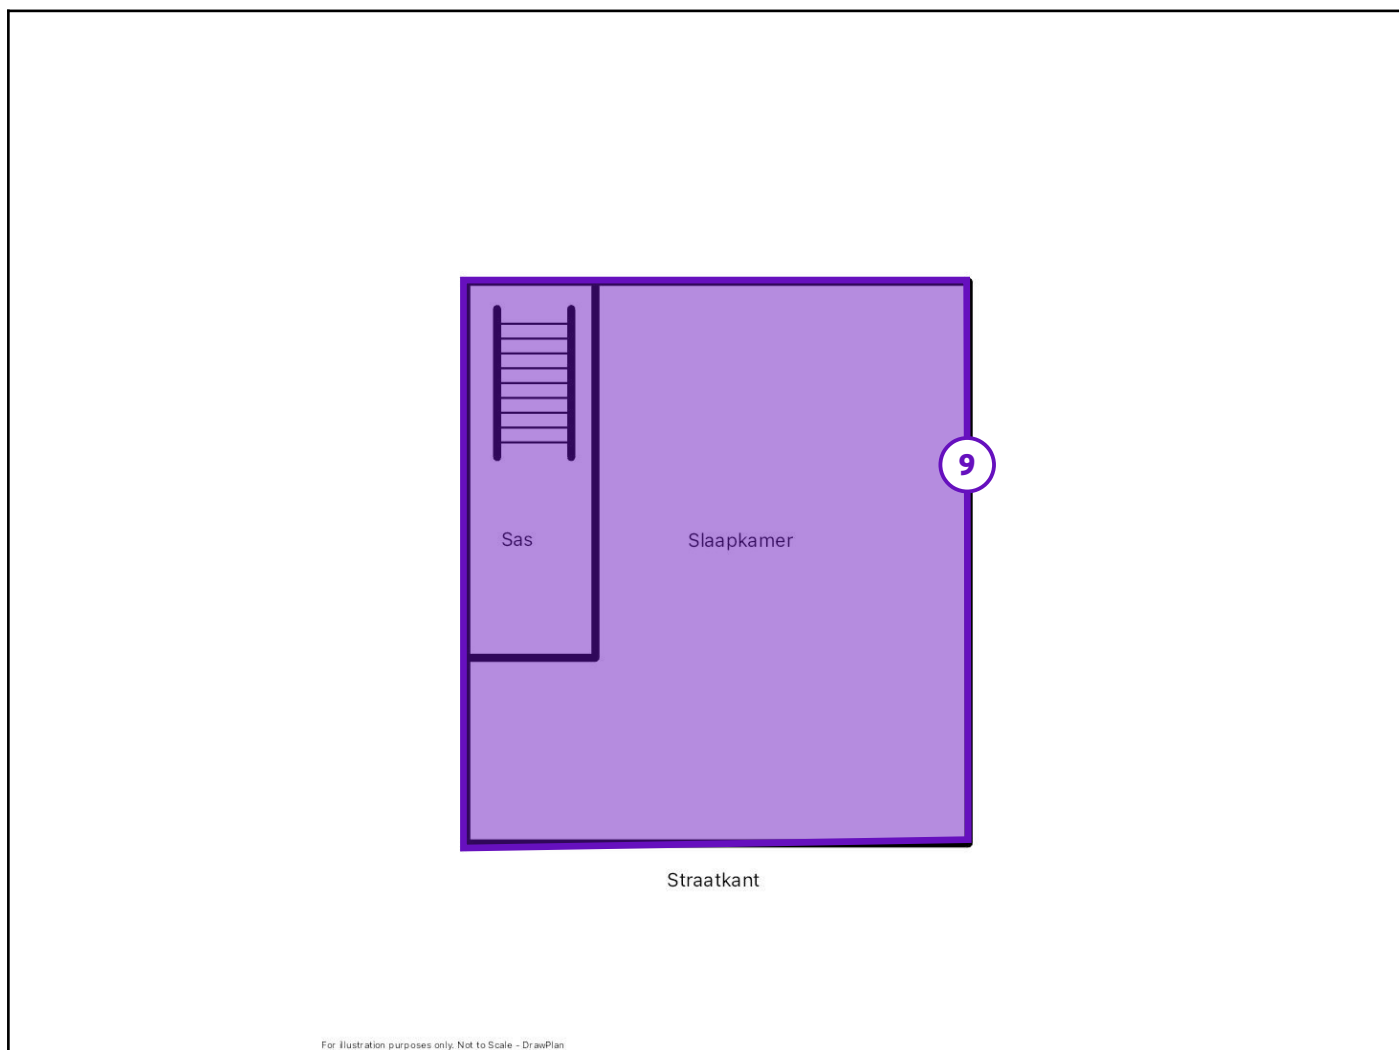 9
Sas
Slaapkamer
Straatkant
For illustration purposes only. Not to Scale - DrawPlan